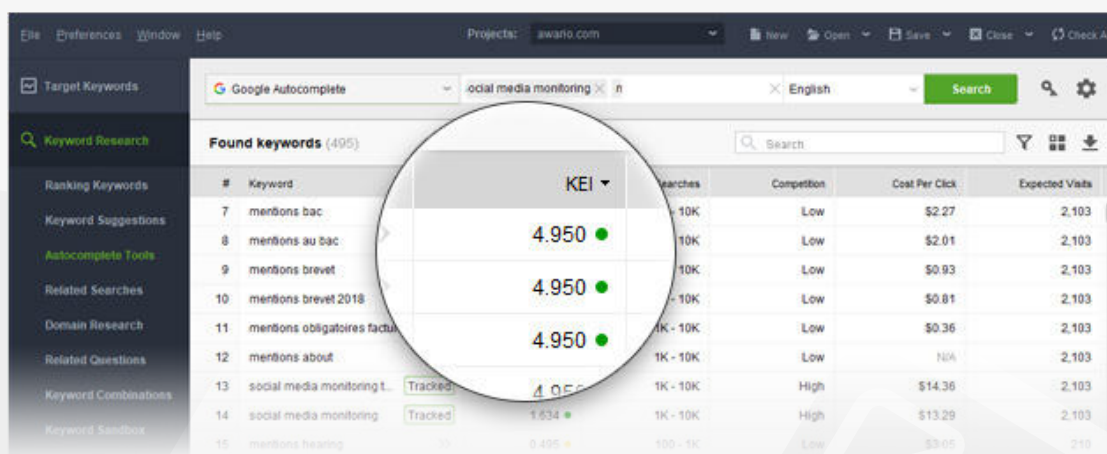 File Preferences Window Help Projects: awario.com New Open Save Close Check A
Target Keywords
Google Autocomplete ocial media monitoring English Search
Keyword Research
Found keywords (495) Search
Ranking Keywords
# Keyword KEI earches Competition Cost Per Click Expected Visits
7 mentions bac 4.950 - 10K Low $2.27 2,103
Keyword Suggestions
8 mentions au bac 4.950 10K Low $2.01 2,103
Autocomplete Tools
9 mentions brevet 4.950 10K Low $0.93 2,103
Related Searches
10 mentions brevet 2018 - 10K Low $0.81 2,103
Domain Research
11 mentions obligatoires factu 1K - 10K Low $0.36 2,103
Related Questions
12 mentions about 1K - 10K Low N/A 2,103
13 social media monitoring t... Tracked 4.950 1K - 10K High $14.36 2,103
Keyword Combinations
14 social media monitoring Tracked 1.634 1K - 10K High $13.29 2,103
Keyword Sandbox
15 mentions hearing 0.495 100 - 1K Low $3.05 210